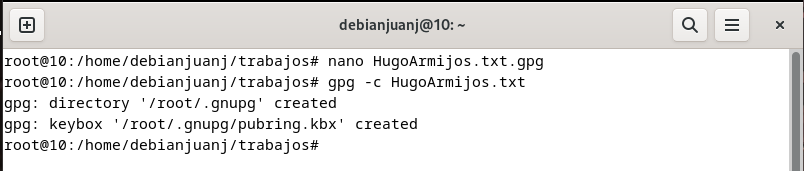 debianjuanj@10: ~
root@10:/home/debianjuanj/trabajos# nano HugoArmijos.txt.gpg
root@10:/home/debianjuanj/trabajos# gpg -c HugoArmijos.txt
gpg: directory '/root/.gnupg' created
gpg: keybox '/root/.gnupg/pubring.kbx' created
root@10:/home/debianjuanj/trabajos#